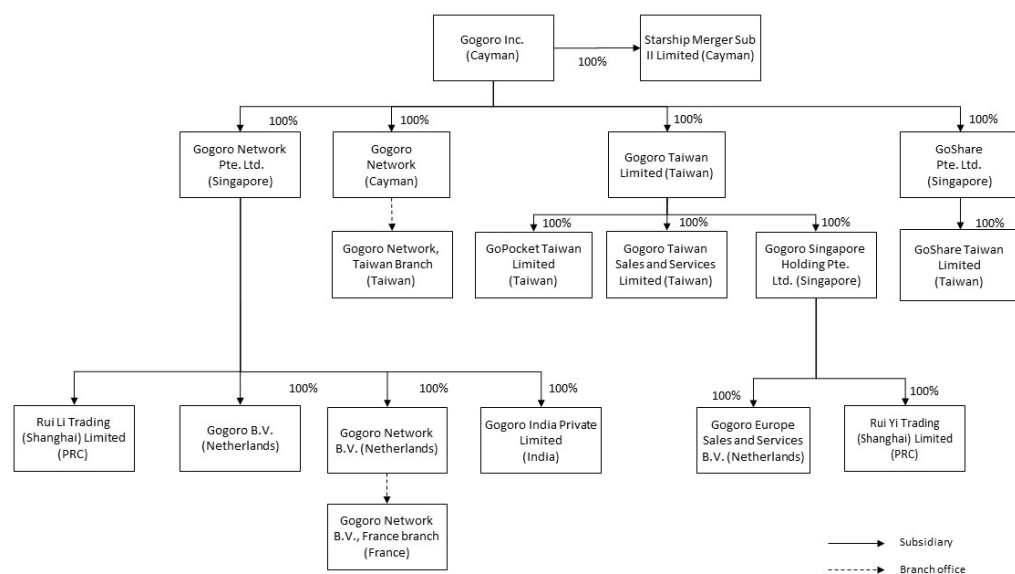 Gogoro Inc.
(Cayman)
100%
Starship Merger Sub
II Limited (Cayman)
100%
100%
100%
100%
Gogoro Network
Pte. Ltd.
(Singapore)
Gogoro
Network
(Cayman)
Gogoro Taiwan
Limited (Taiwan)
GoShare
Pte. Ltd.
(Singapore)
100%
100%
100%
100%
Gogoro Network,
Taiwan Branch
(Taiwan)
GoPocket Taiwan
Limited
(Taiwan)
Gogoro Taiwan
Sales and Services
Limited (Taiwan)
Gogoro Singapore
Holding Pte.
Ltd. (Singapore)
GoShare Taiwan
Limited
(Taiwan)
100%
100%
100%
100%
100%
100%
Rui Li Trading
(Shanghai) Limited
(PRC)
Gogoro B.V.
(Netherlands)
Gogoro Network
B.V. (Netherlands)
Gogoro India Private
Limited
(India)
Gogoro Europe
Sales and Services
B.V. (Netherlands)
Rui Yi Trading
(Shanghai) Limited
(PRC)
Gogoro Network
B.V., France branch
(France)
Subsidiary
Branch office